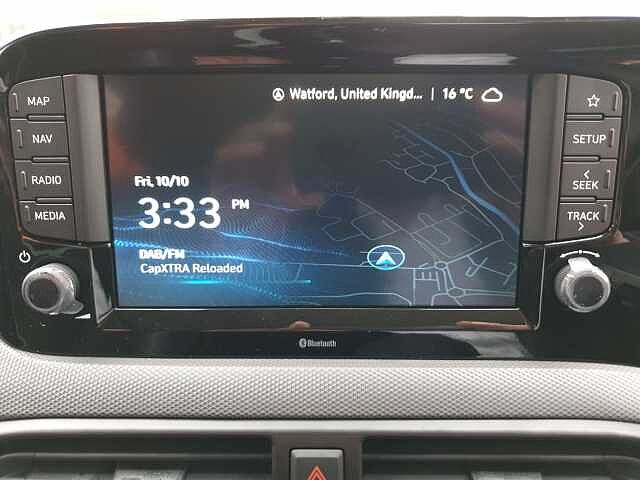 Watford, United Kingd... | 16 °C
MAP
NAV
RADIO
MEDIA
Fri, 10/10
3:33 PM
DAB/FM
CapXTRA Reloaded
SETUP
< SEEK
TRACK >
Bluetooth